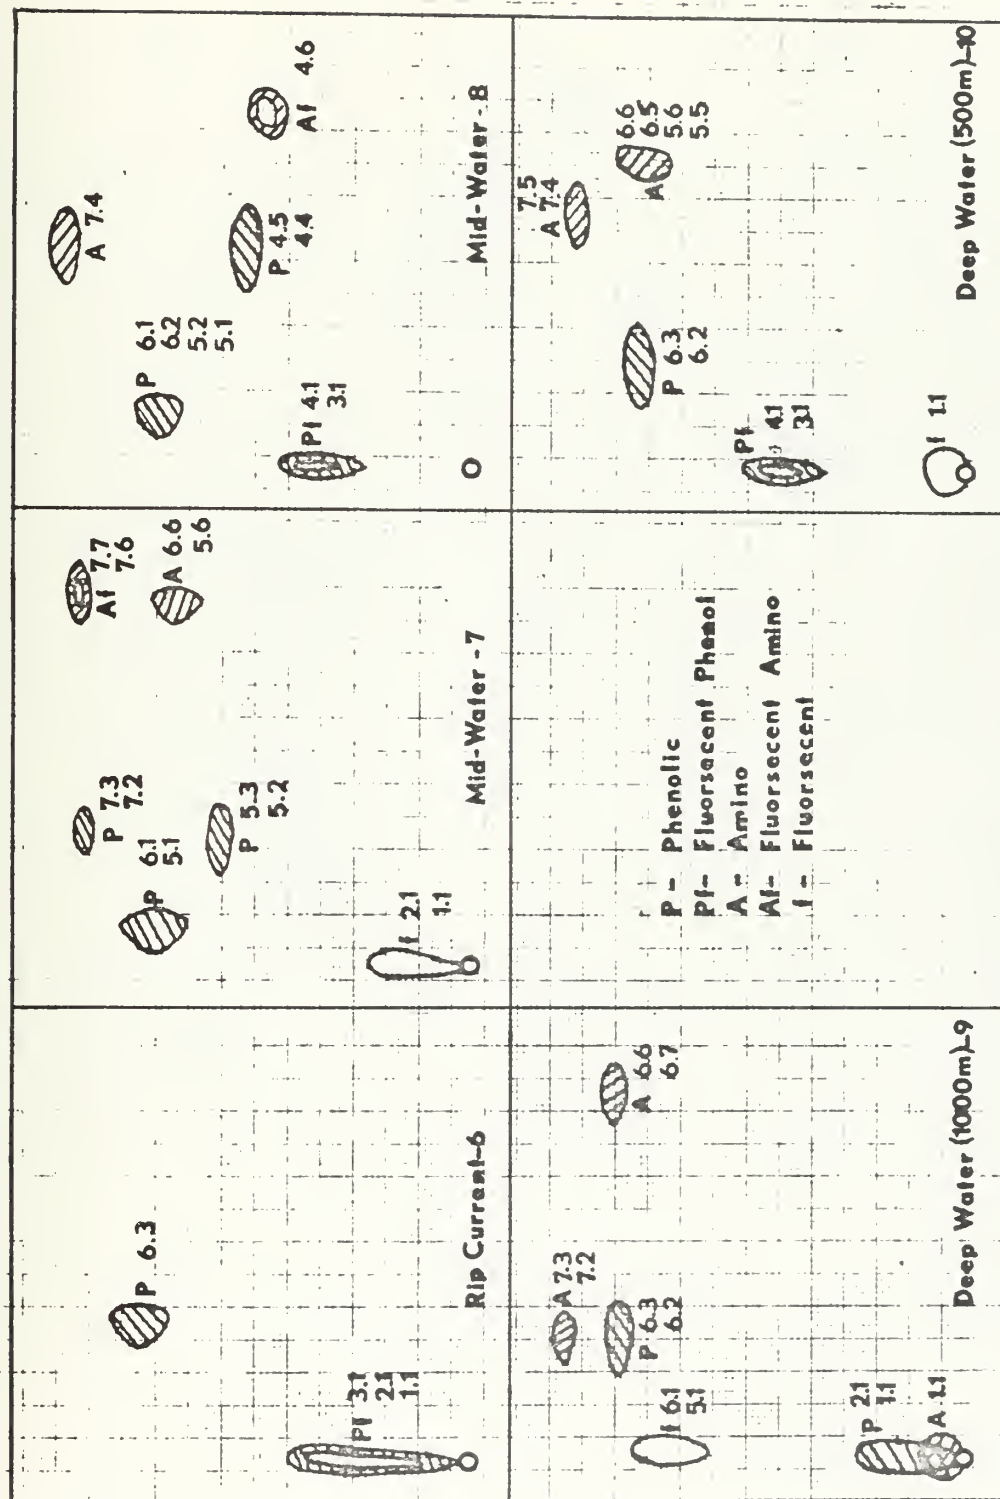 P 6.3
Pf 3.1
2.1
1.1
Rip Current-6
P 7.3
7.2
Af 7.7
7.6
P 6.1
5.1
A 6.6
5.6
P 5.3
5.2
f 2.1
1.1
Mid-Water-7
A 7.4
P 6.1
6.2
5.2
5.1
P 4.5
4.4
Af 4.6
Pf 4.1
3.1
Mid-Water-8
A 7.3
7.2
P 6.3
6.2
A 6.6
6.7
f 6.1
5.1
P 2.1
1.1
A 1.1
Deep Water (1000m)-9
P - Phenolic
Pf- Fluorsecent Phenol
A - Amino
Af- Fluorsecent Amino
f - Fluorsecent
7.5
A 7.4
6.6
6.5
A 5.6
5.5
P 6.3
6.2
Pf 4.1
3.1
f 1.1
Deep Water (500m)-10